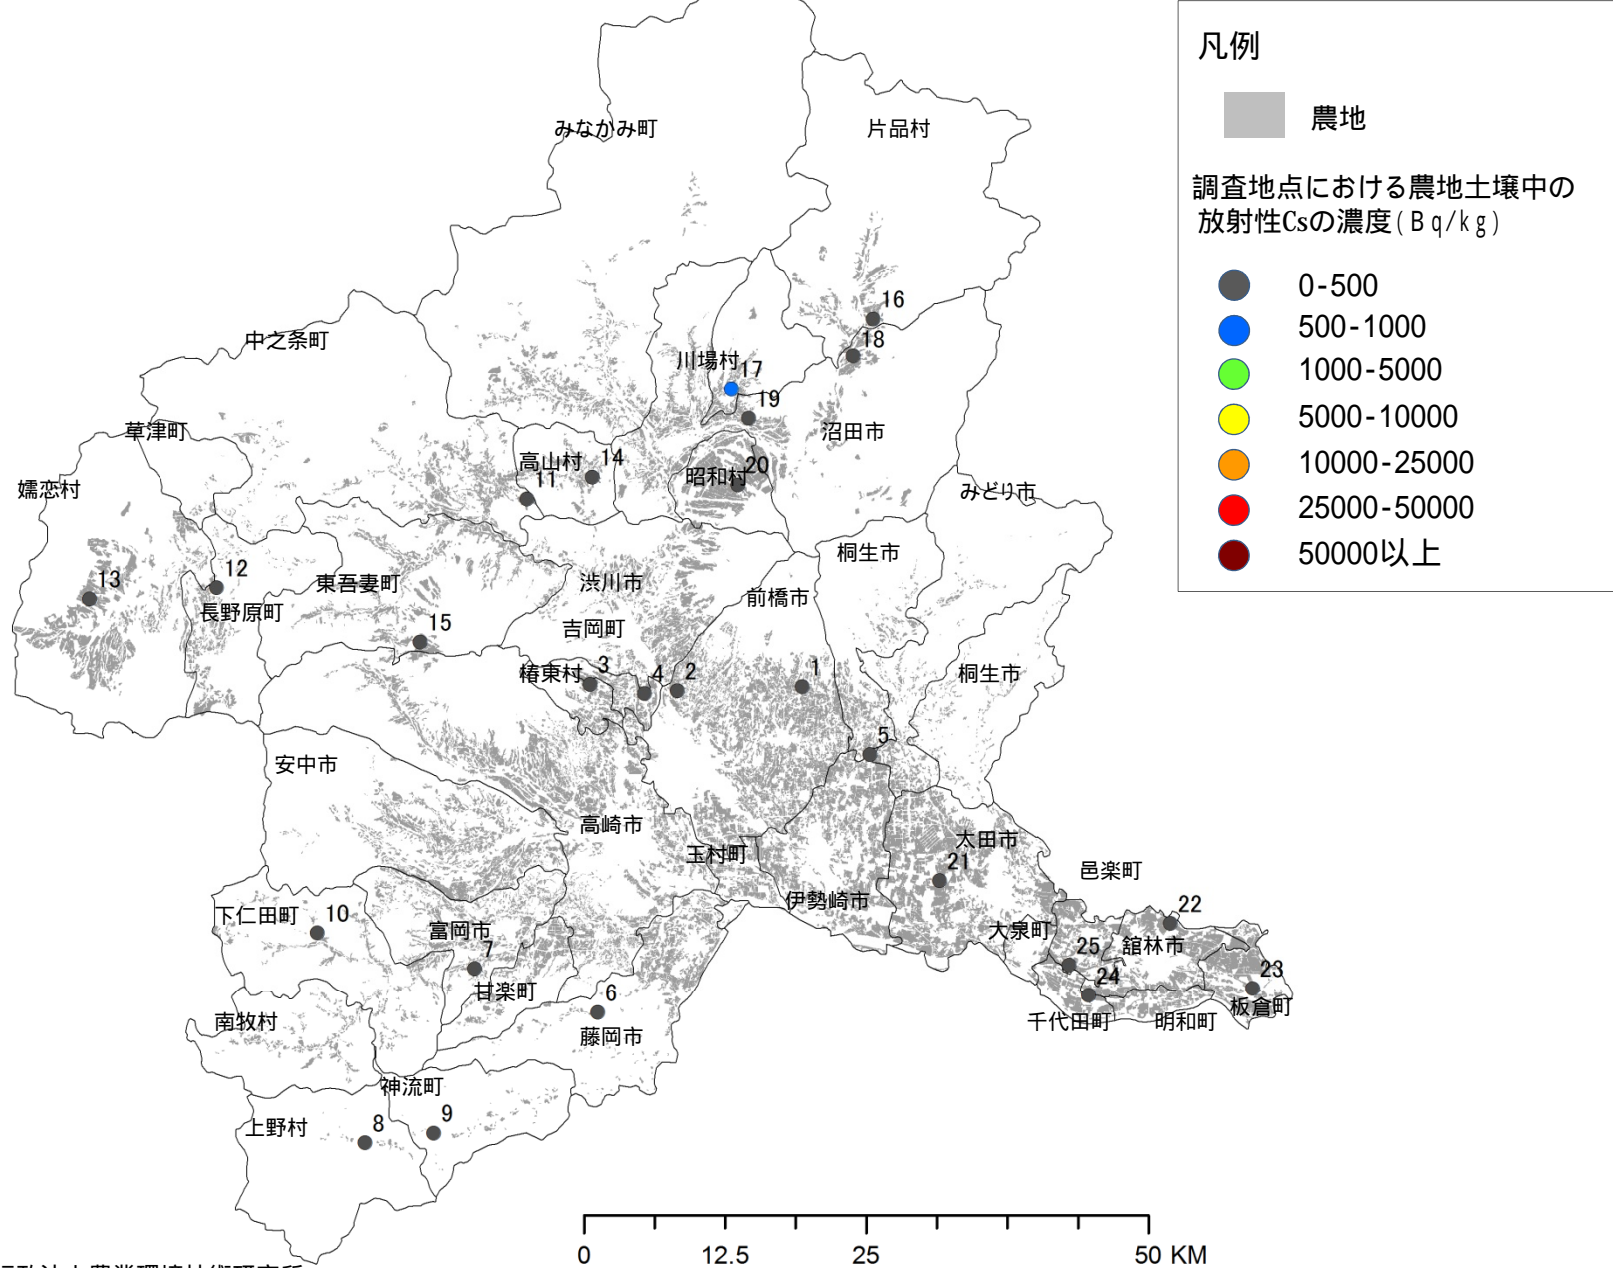 凡例
農地
調査地点における農地土壌中の
放射性Csの濃度(Bq/kg)
0-500
500-1000
1000-5000
5000-10000
10000-25000
25000-50000
50000以上
みなかみ町
片品村
16
中之条町
18
川場村
17
19
草津町
沼田市
高山村
14
昭和村
20
嬬恋村
11
みどり市
桐生市
13
12
東吾妻町
渋川市
前橋市
長野原町
15
吉岡町
榛東村
3
4
2
1
桐生市
5
安中市
高崎市
玉村町
太田市
21
邑楽町
伊勢崎市
下仁田町
10
富岡市
7
大泉町
22
舘林市
25
24
23
甘楽町
6
板倉町
南牧村
藤岡市
千代田町
明和町
神流町
上野村
8
9
0
12.5
25
50 KM